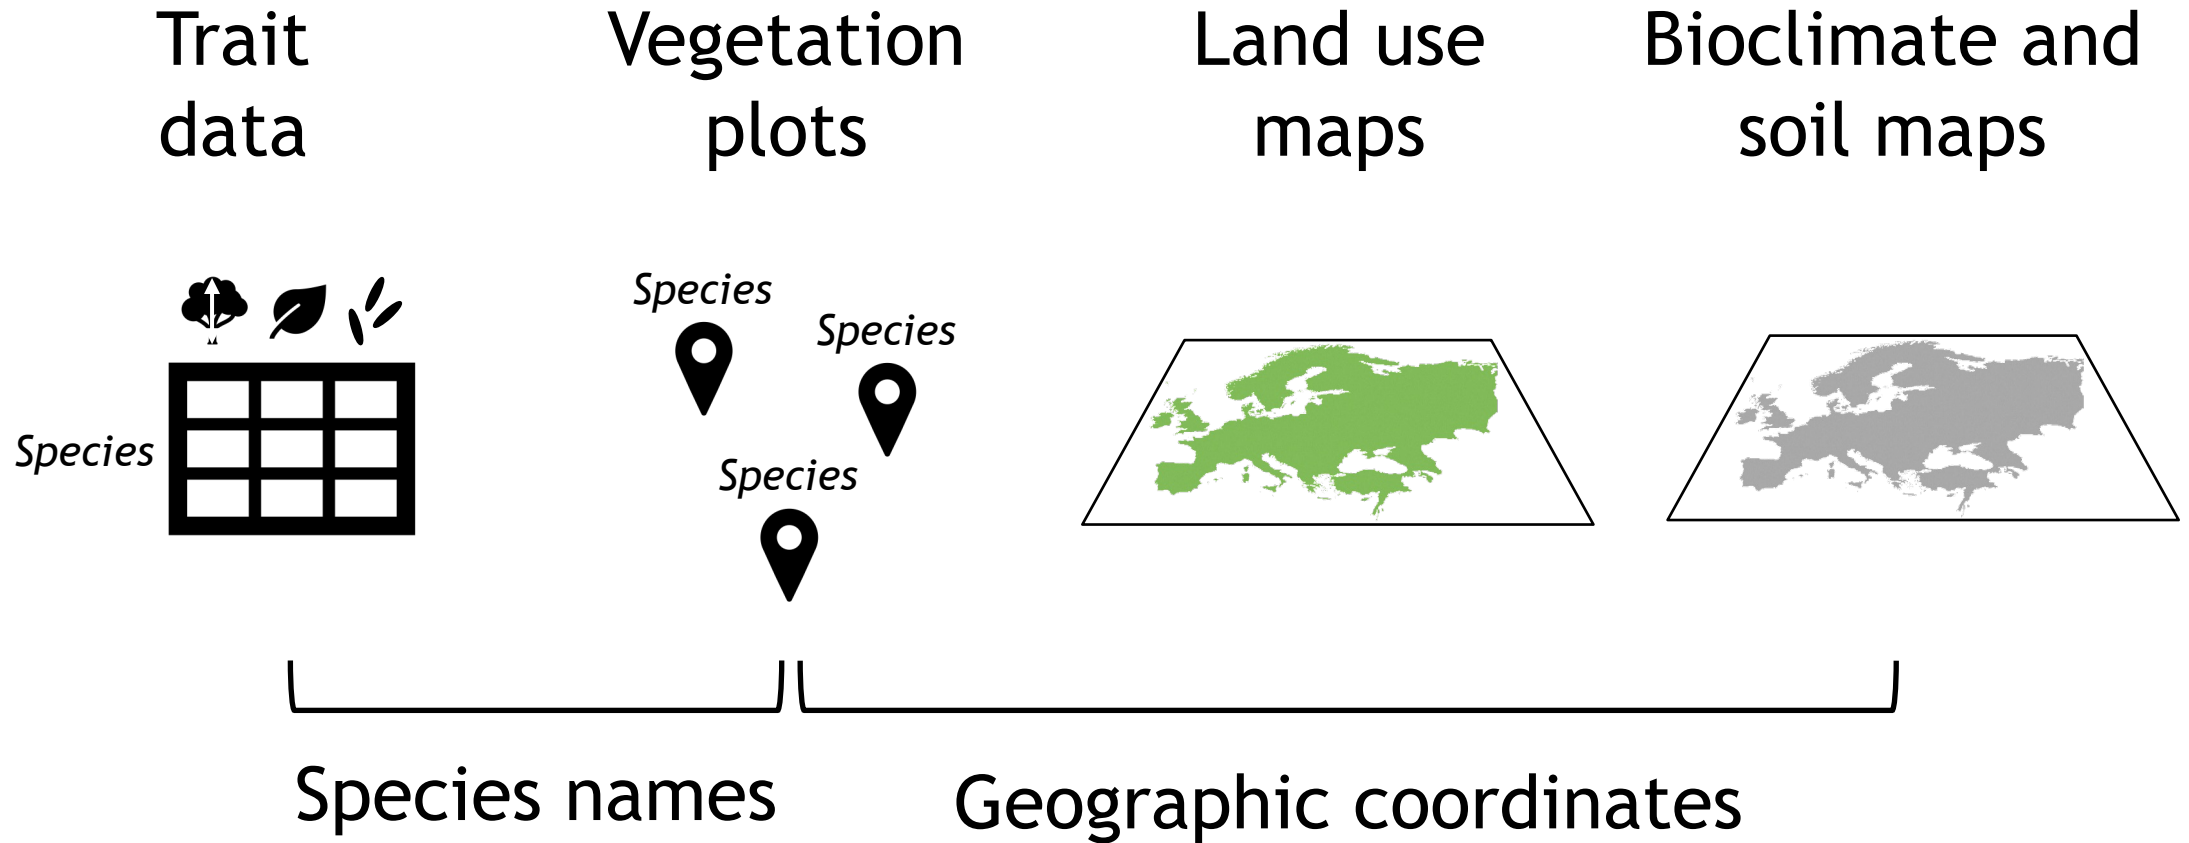 Trait
data
Vegetation
plots
Land use
maps
Bioclimate and
soil maps
Species
Species
Species
Species
Species names
Geographic coordinates